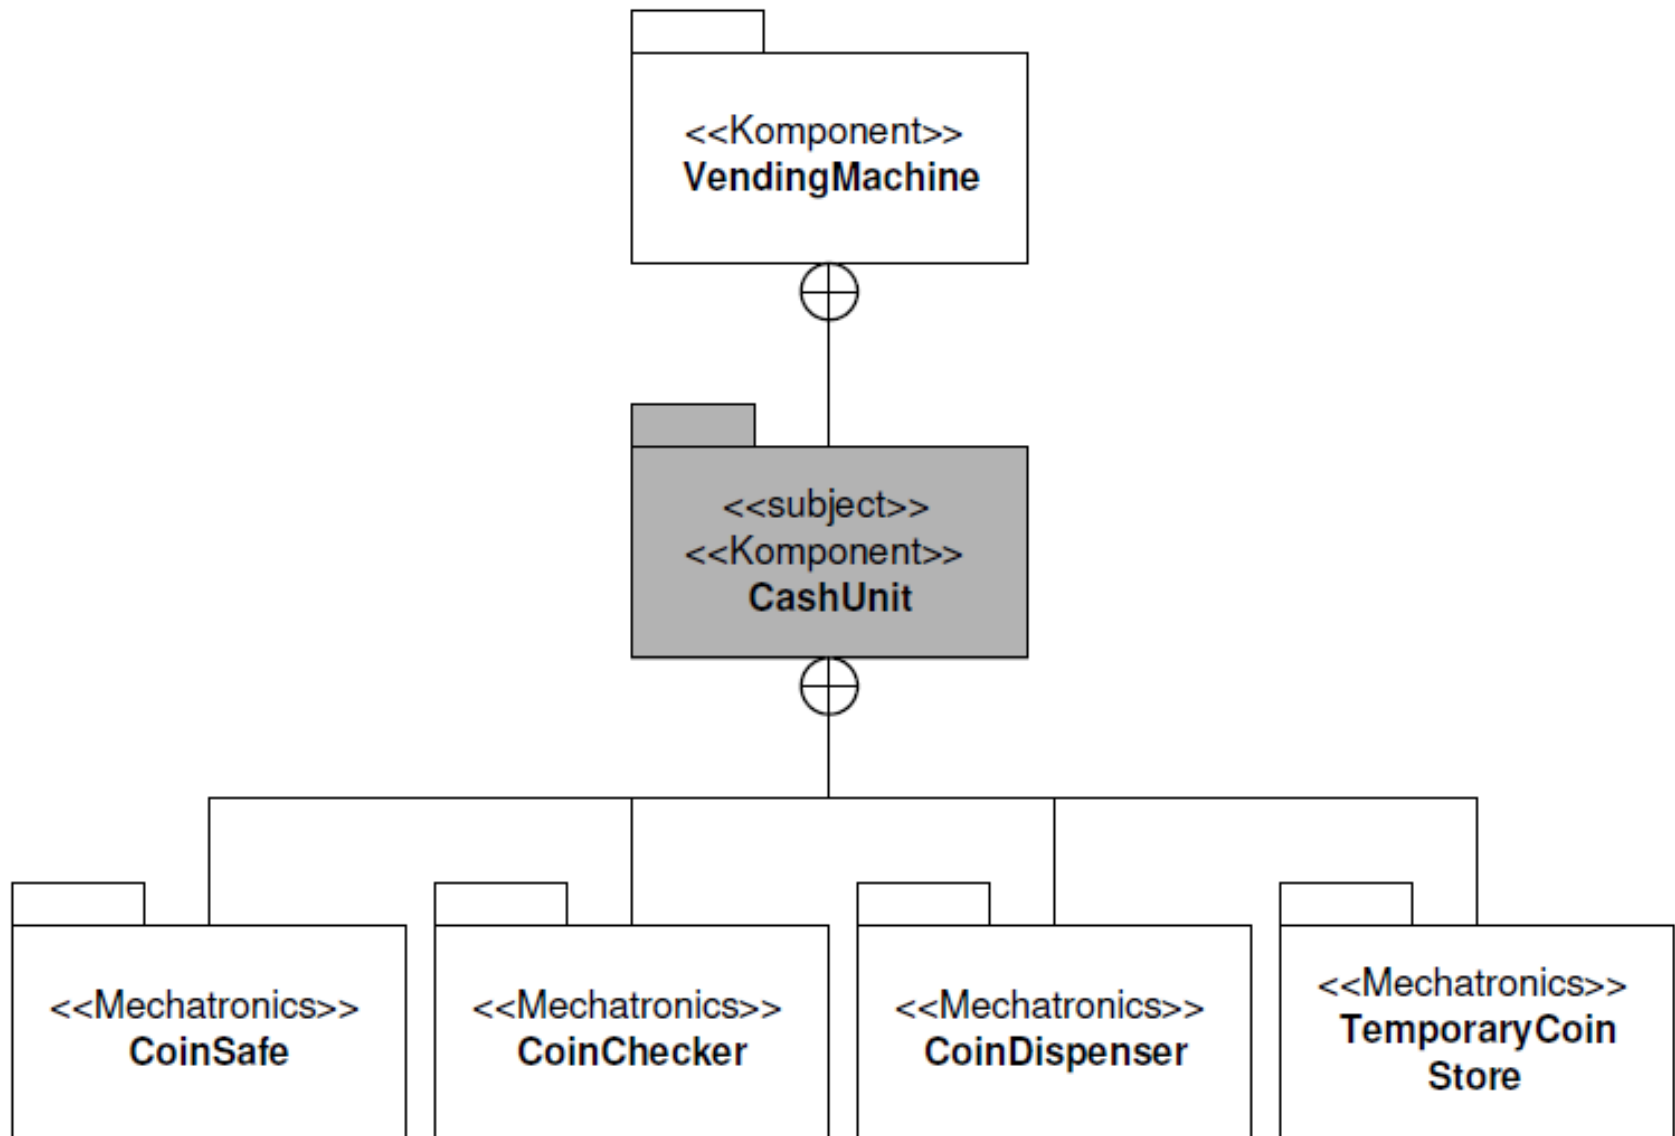 <<Komponent>>
VendingMachine
<<subject>>
<<Komponent>>
CashUnit
<<Mechatronics>>
CoinSafe
<<Mechatronics>>
CoinChecker
<<Mechatronics>>
CoinDispenser
<<Mechatronics>>
TemporaryCoin
Store